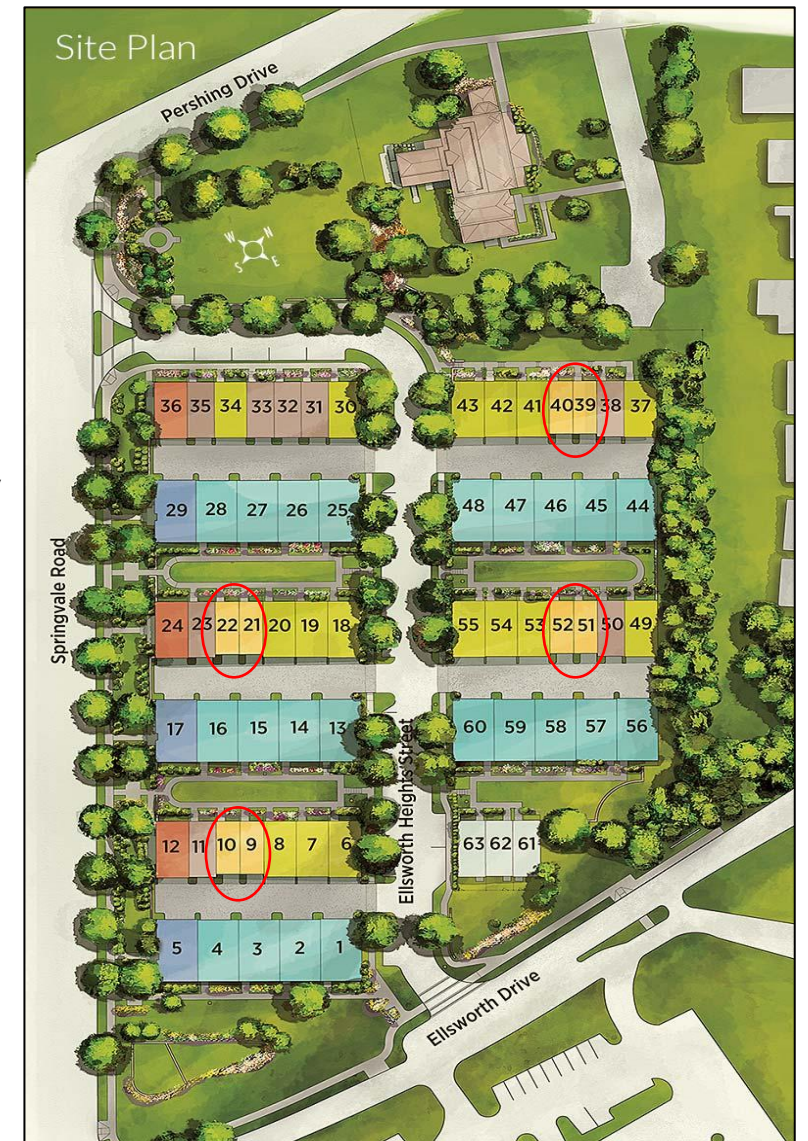 Site Plan
Pershing Drive
W N
S E
36 35 34 33 32 31 30
43 42 41 40 39 38 37
29 28 27 26 25
48 47 46 45 44
Springvale Road
24 23 22 21 20 19 18
55 54 53 52 51 50 49
17 16 15 14 13
60 59 58 57 56
Ellsworth Heights Street
12 11 10 9 8 7 6
63 62 61
5 4 3 2 1
Ellsworth Drive